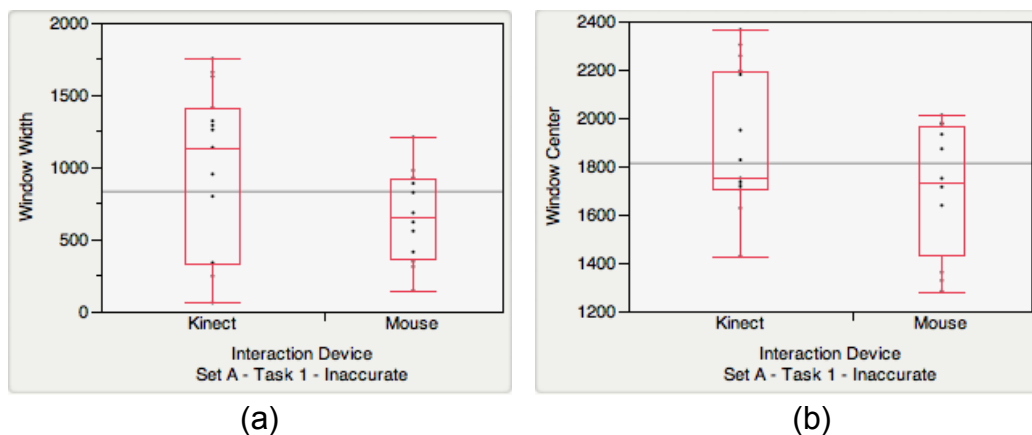 2000
1500
1000
500
0
Window Width
Kinect
Mouse
Interaction Device
Set A - Task 1 - Inaccurate
(a)
2400
2200
2000
1800
1600
1400
1200
Window Center
Kinect
Mouse
Interaction Device
Set A - Task 1 - Inaccurate
(b)